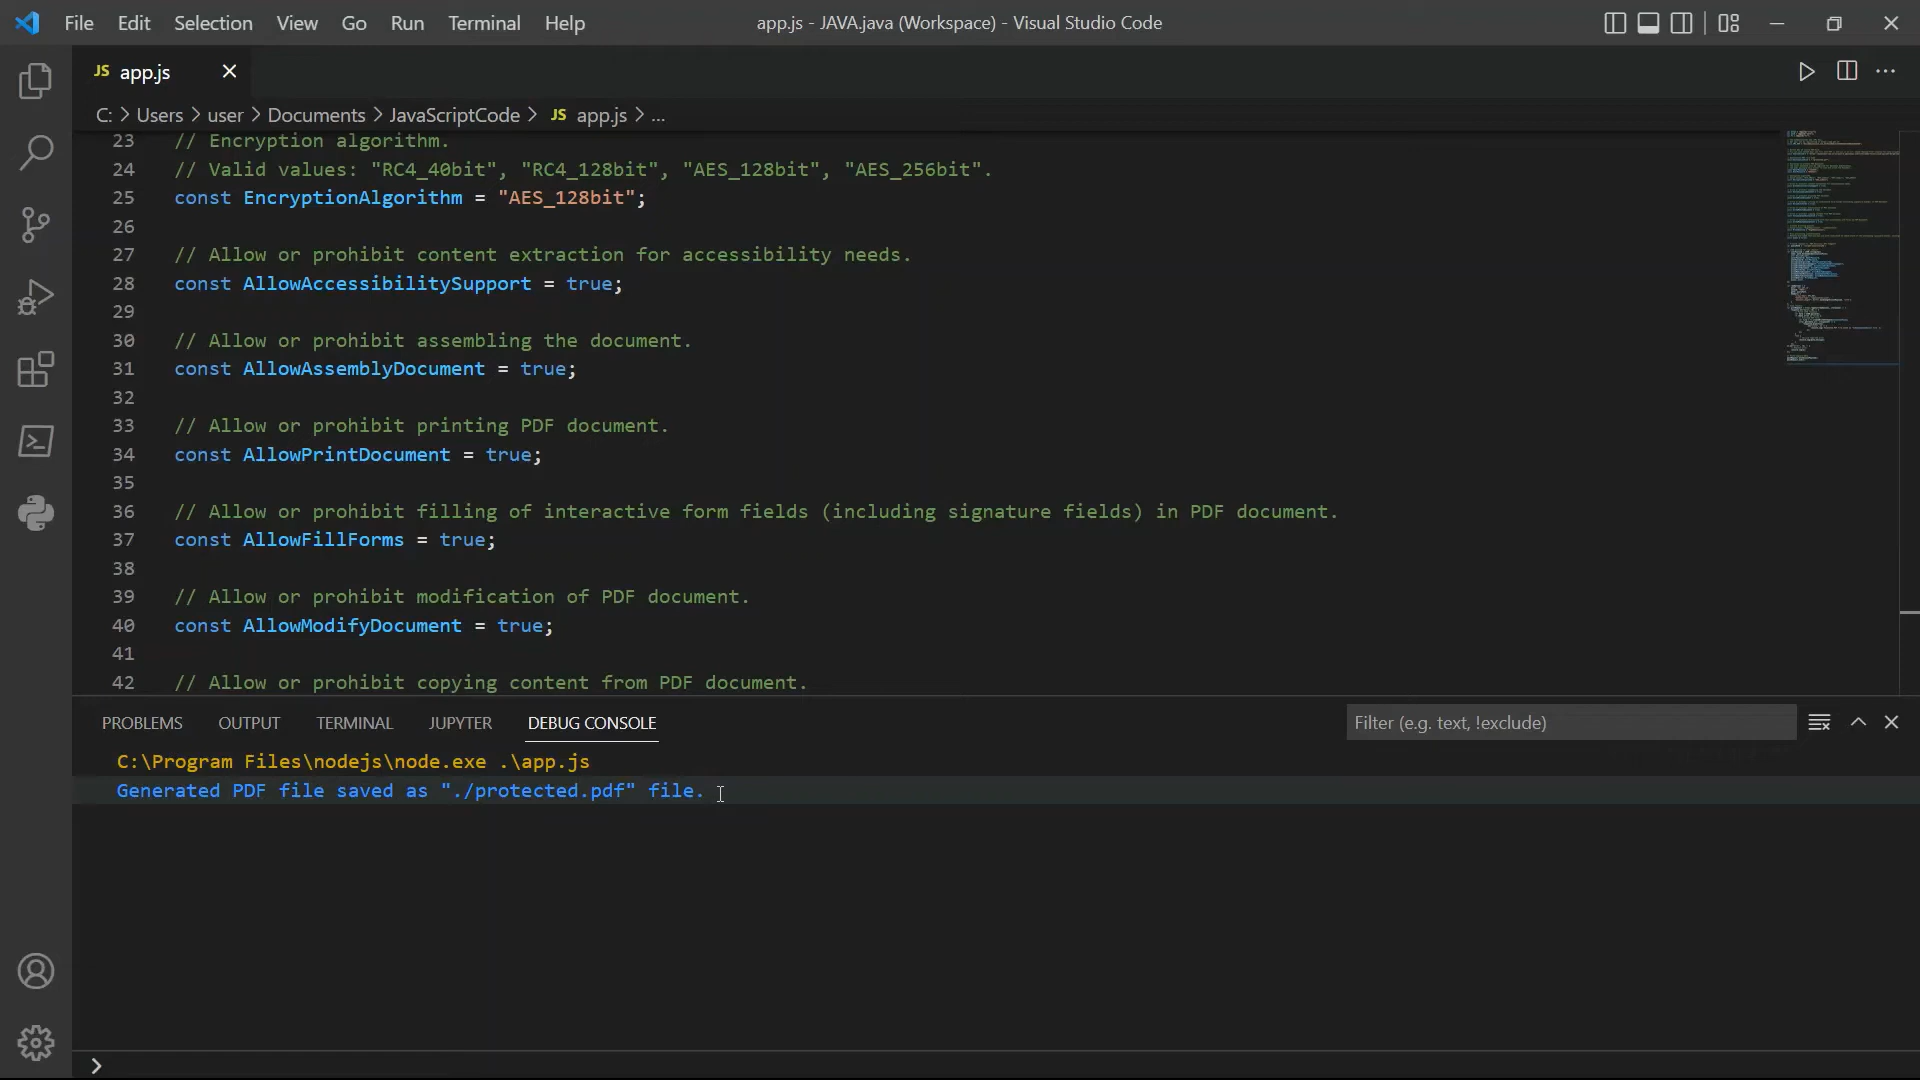 File Edit Selection View Go Run Terminal Help app.js - JAVA.java (Workspace) - Visual Studio Code
JS app.js
C: > Users > user > Documents > JavaScriptCode > JS app.js > ...
23 // Encryption algorithm.
24 // Valid values: "RC4_40bit", "RC4_128bit", "AES_128bit", "AES_256bit".
25 const EncryptionAlgorithm = "AES_128bit";
26
27 // Allow or prohibit content extraction for accessibility needs.
28 const AllowAccessibilitySupport = true;
29
30 // Allow or prohibit assembling the document.
31 const AllowAssemblyDocument = true;
32
33 // Allow or prohibit printing PDF document.
34 const AllowPrintDocument = true;
35
36 // Allow or prohibit filling of interactive form fields (including signature fields) in PDF document.
37 const AllowFillForms = true;
38
39 // Allow or prohibit modification of PDF document.
40 const AllowModifyDocument = true;
41
42 // Allow or prohibit copying content from PDF document.
PROBLEMS OUTPUT TERMINAL JUPYTER DEBUG CONSOLE Filter (e.g. text, !exclude)
C:\Program Files\nodejs\node.exe .\app.js
Generated PDF file saved as "./protected.pdf" file.